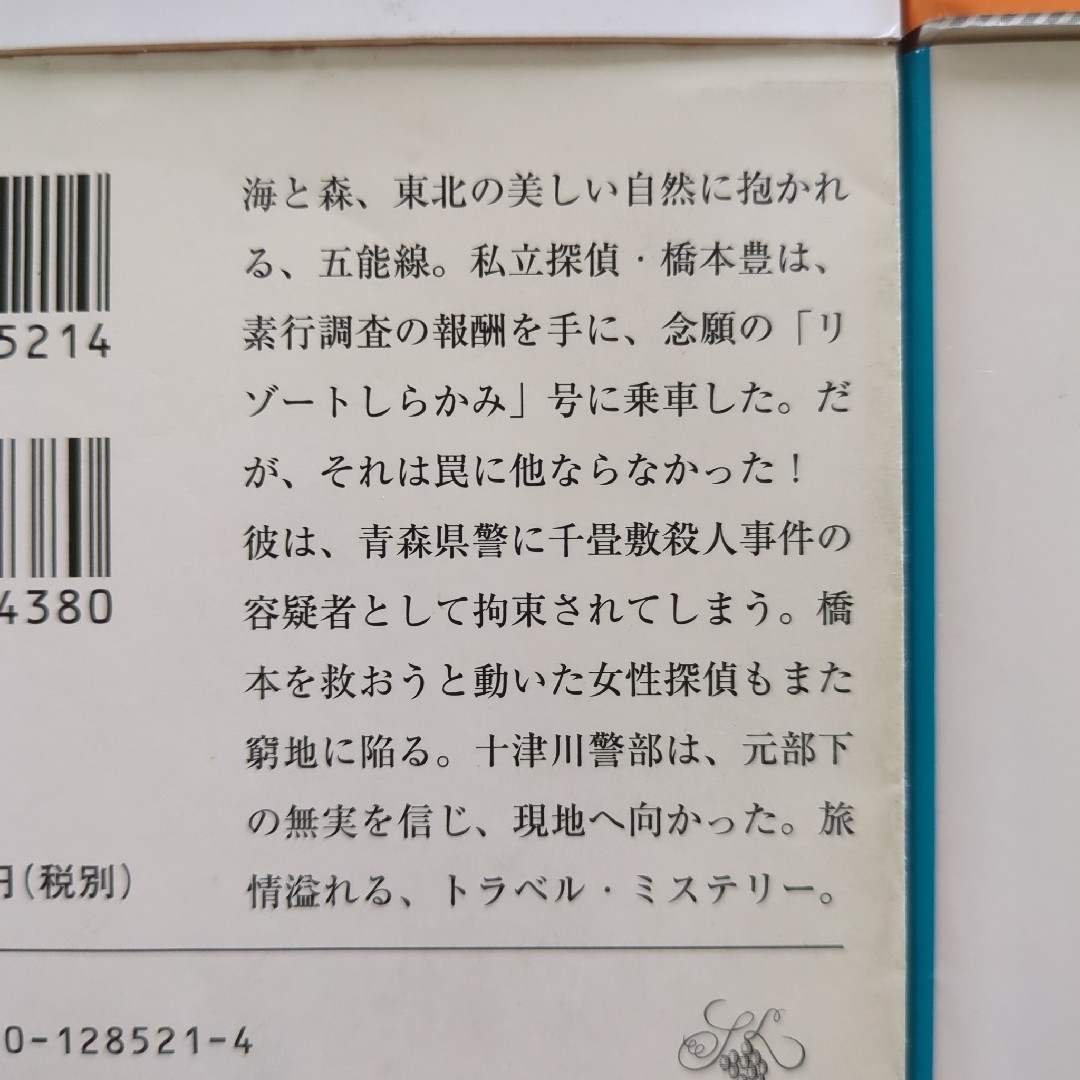 海と森、東北の美しい自然に抱かれ
る、五能線。私立探偵・橋本豊は、
素行調査の報酬を手に、念願の「リ
ゾートしらかみ」号に乗車した。だ
が、それは罠に他ならなかった！
彼は、青森県警に千畳敷殺人事件の
容疑者として拘束されてしまう。橋
本を救おうと動いた女性探偵もまた
窮地に陥る。十津川警部は、元部下
の無実を信じ、現地へ向かった。旅
情溢れる、トラベル・ミステリー。
5214
4380
円(税別)
0-128521-4